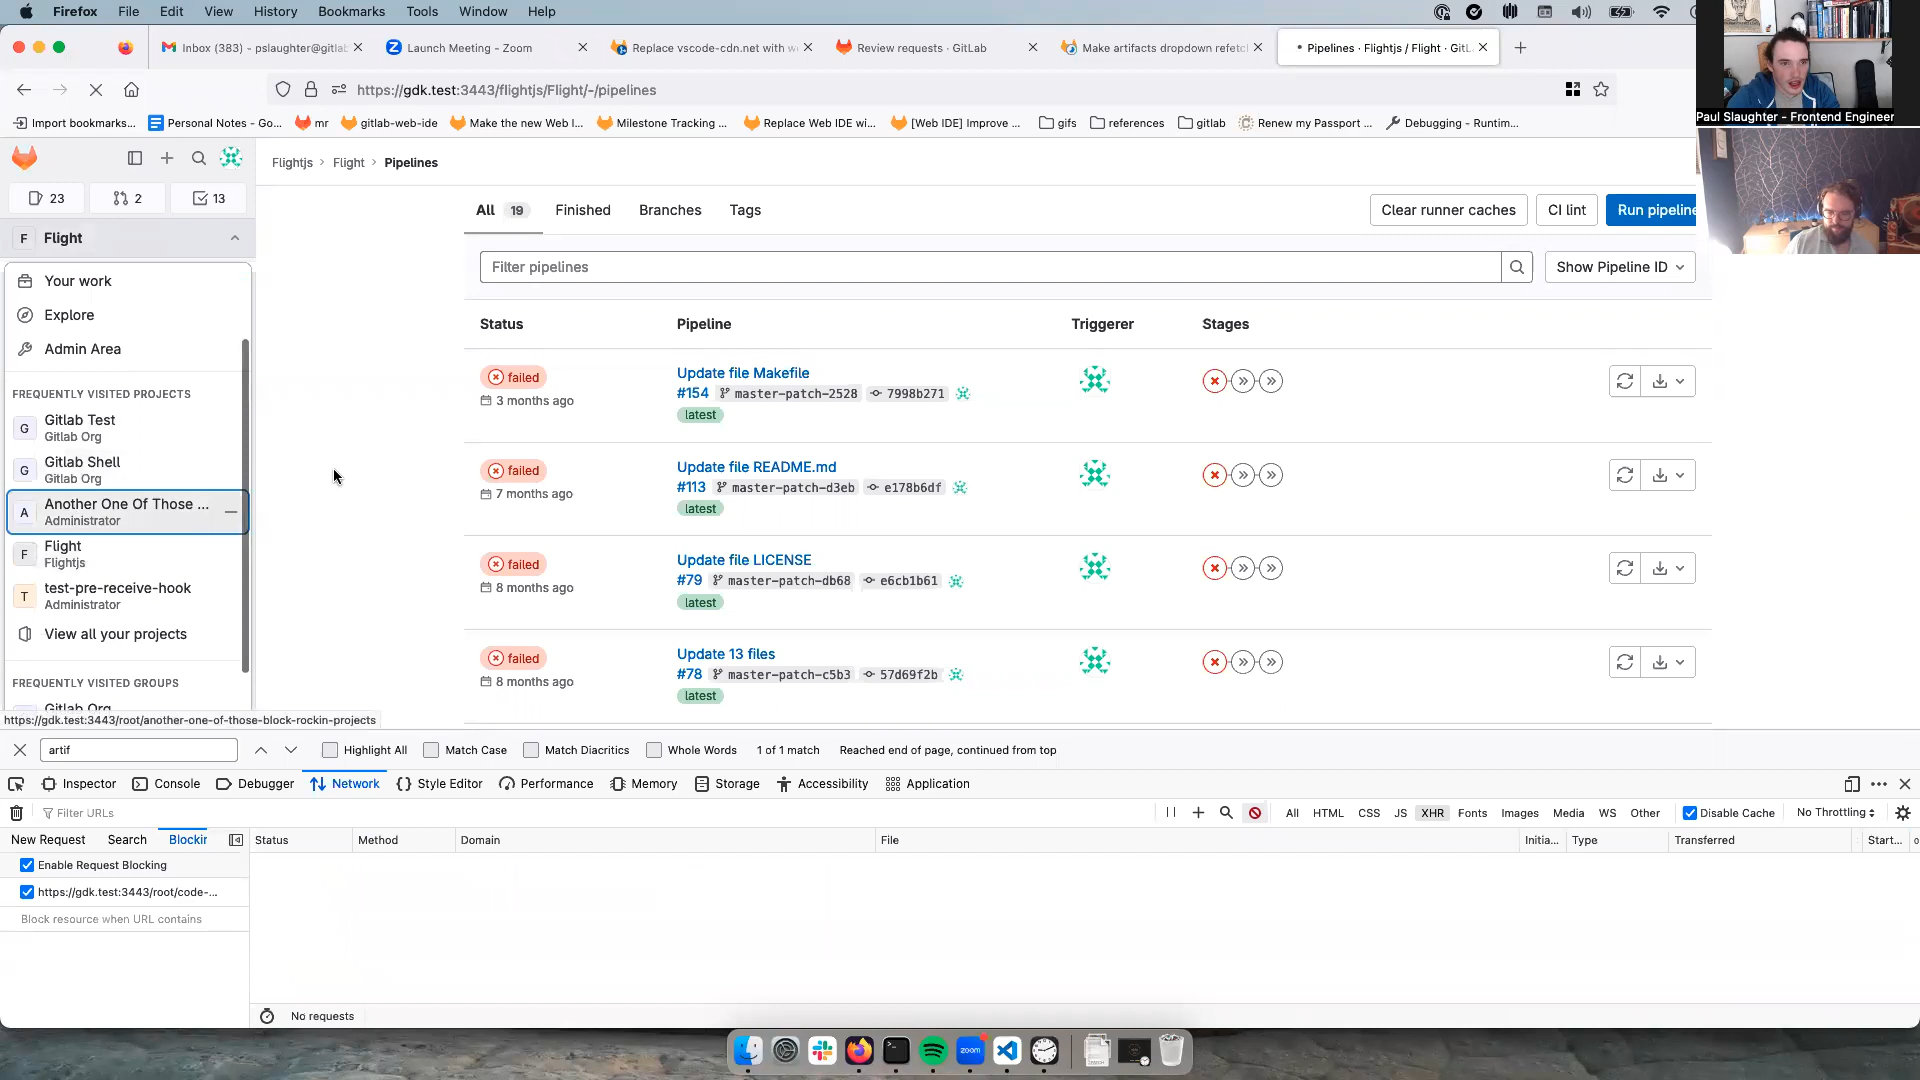 Firefox File Edit View History Bookmarks Tools Window Help
Inbox (383) - pslaughter@gitlab
Launch Meeting - Zoom
Replace vscode-cdn.net with w
Review requests · GitLab
Make artifacts dropdown refetc
Pipelines · Flightjs / Flight · GitL
https://gdk.test:3443/flightjs/Flight/-/pipelines
Import bookmarks...
Personal Notes - Go...
mr
gitlab-web-ide
Make the new Web I...
Milestone Tracking ...
Replace Web IDE wi...
[Web IDE] Improve ...
gifs
references
gitlab
Renew my Passport ...
Debugging - Runtim...
Paul Slaughter - Frontend Engineer
23
2
13
F Flight
Your work
Explore
Admin Area
FREQUENTLY VISITED PROJECTS
G Gitlab Test
Gitlab Org
G Gitlab Shell
Gitlab Org
A Another One Of Those ...
Administrator
F Flight
Flightjs
T test-pre-receive-hook
Administrator
View all your projects
FREQUENTLY VISITED GROUPS
Gitlab Org
https://gdk.test:3443/root/another-one-of-those-block-rockin-projects
Flightjs > Flight > Pipelines
All 19 Finished Branches Tags
Clear runner caches
CI lint
Run pipeline
Filter pipelines
Show Pipeline ID
Status Pipeline Triggerer Stages
failed
3 months ago
Update file Makefile
#154 master-patch-2528 7998b271
latest
failed
7 months ago
Update file README.md
#113 master-patch-d3eb e178b6df
latest
failed
8 months ago
Update file LICENSE
#79 master-patch-db68 e6cb1b61
latest
failed
8 months ago
Update 13 files
#78 master-patch-c5b3 57d69f2b
latest
artif
Highlight All
Match Case
Match Diacritics
Whole Words
1 of 1 match
Reached end of page, continued from top
Inspector Console Debugger Network Style Editor Performance Memory Storage Accessibility Application
Filter URLs
All HTML CSS JS XHR Fonts Images Media WS Other
Disable Cache
No Throttling
New Request Search Blockin
Status Method Domain File Initia... Type Transferred Start...
Enable Request Blocking
https://gdk.test:3443/root/code-...
Block resource when URL contains
No requests
zoom